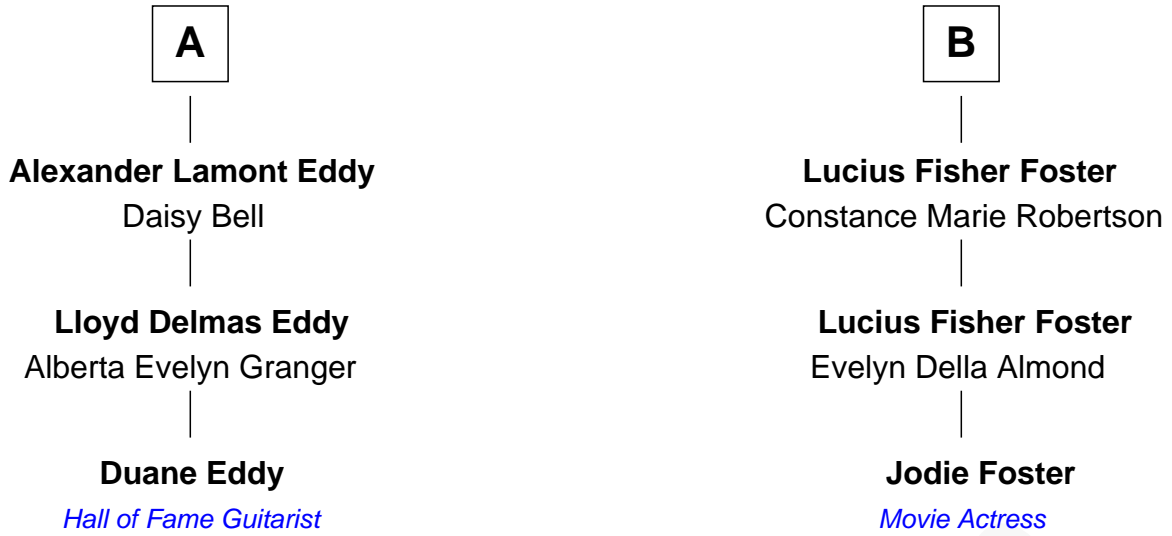 A
Alexander Lamont Eddy
Daisy Bell
Lloyd Delmas Eddy
Alberta Evelyn Granger
Duane Eddy
Hall of Fame Guitarist
B
Lucius Fisher Foster
Constance Marie Robertson
Lucius Fisher Foster
Evelyn Della Almond
Jodie Foster
Movie Actress